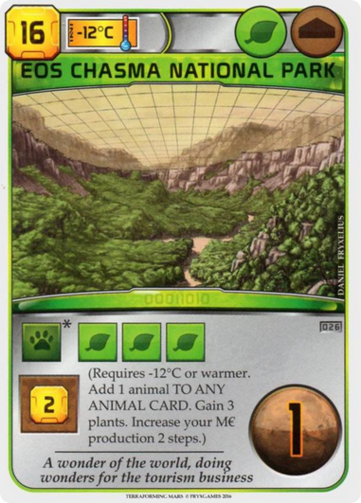 16 -12°C
EOS CHASMA NATIONAL PARK
DANIEL FRYXELIUS
026
*
(Requires -12°C or warmer.
Add 1 animal TO ANY
ANIMAL CARD. Gain 3
plants. Increase your M€
production 2 steps.)
2
1
A wonder of the world, doing
wonders for the tourism business
TERRAFORMING MARS © FRYXGAMES 2016